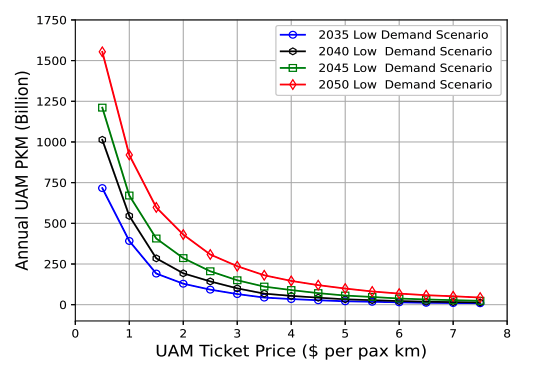 1750
1500
1250
1000
750
500
250
0
Annual UAM PKM (Billion)
2035 Low Demand Scenario
2040 Low  Demand Scenario
2045 Low  Demand Scenario
2050 Low  Demand Scenario
0 1 2 3 4 5 6 7 8
UAM Ticket Price ($ per pax km)